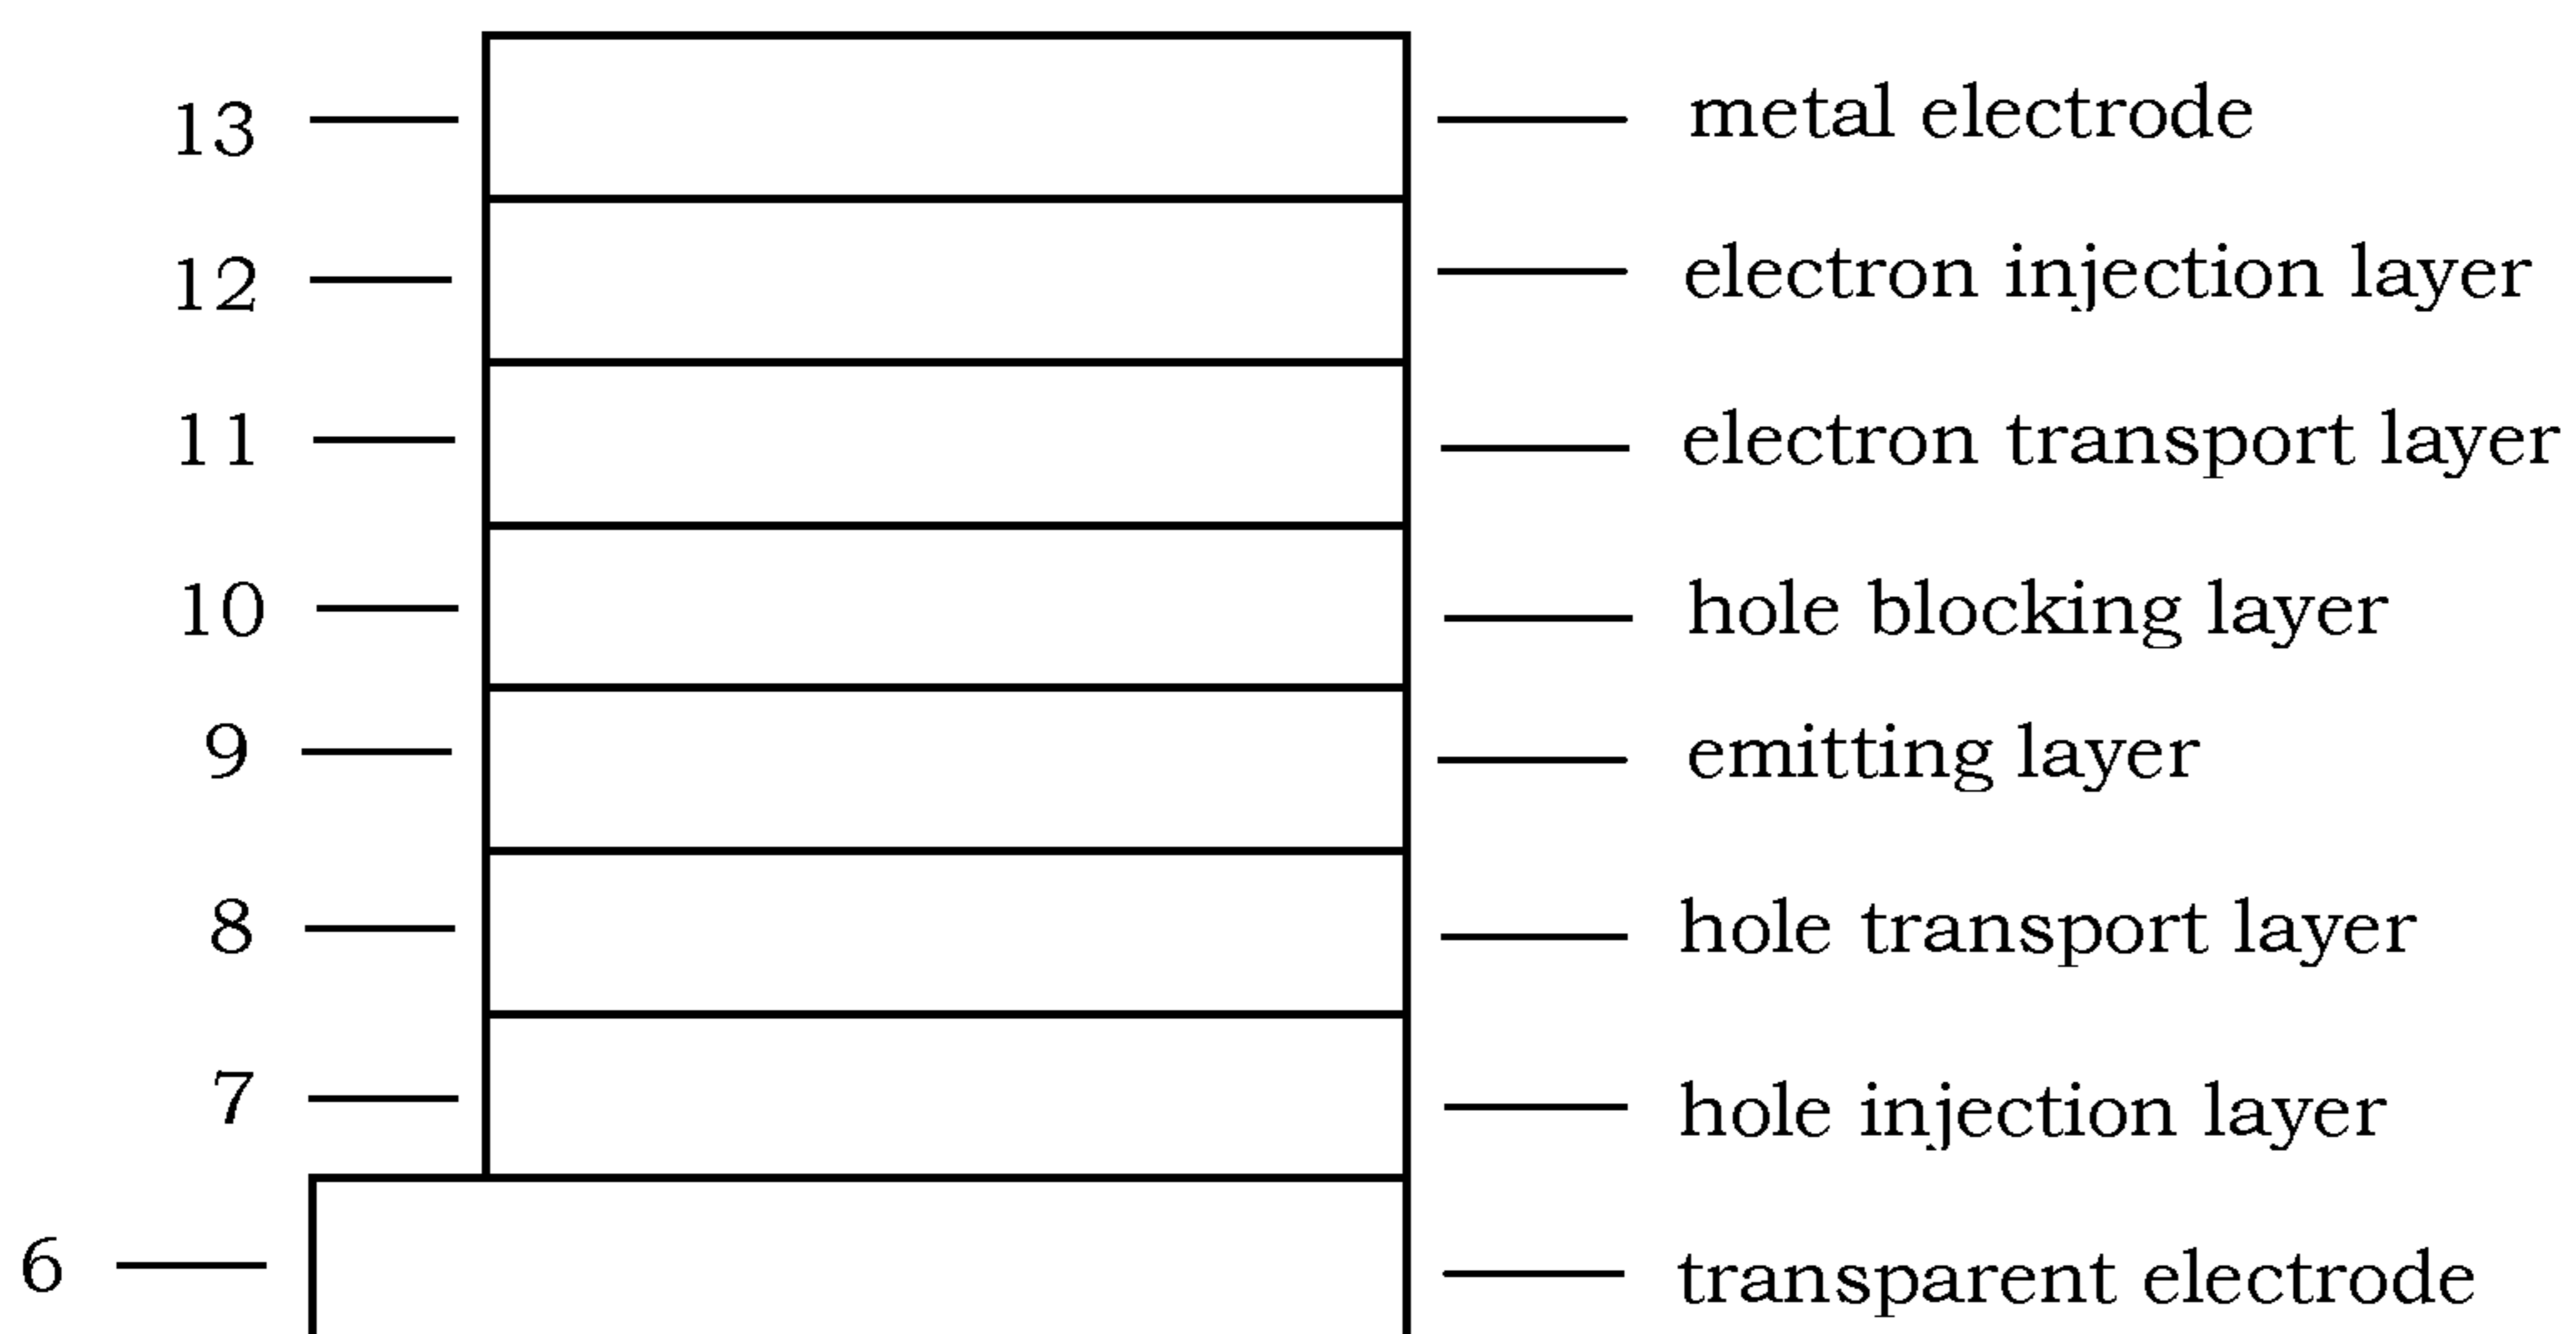 13 metal electrode
12 electron injection layer
11 electron transport layer
10 hole blocking layer
9 emitting layer
8 hole transport layer
7 hole injection layer
6 transparent electrode